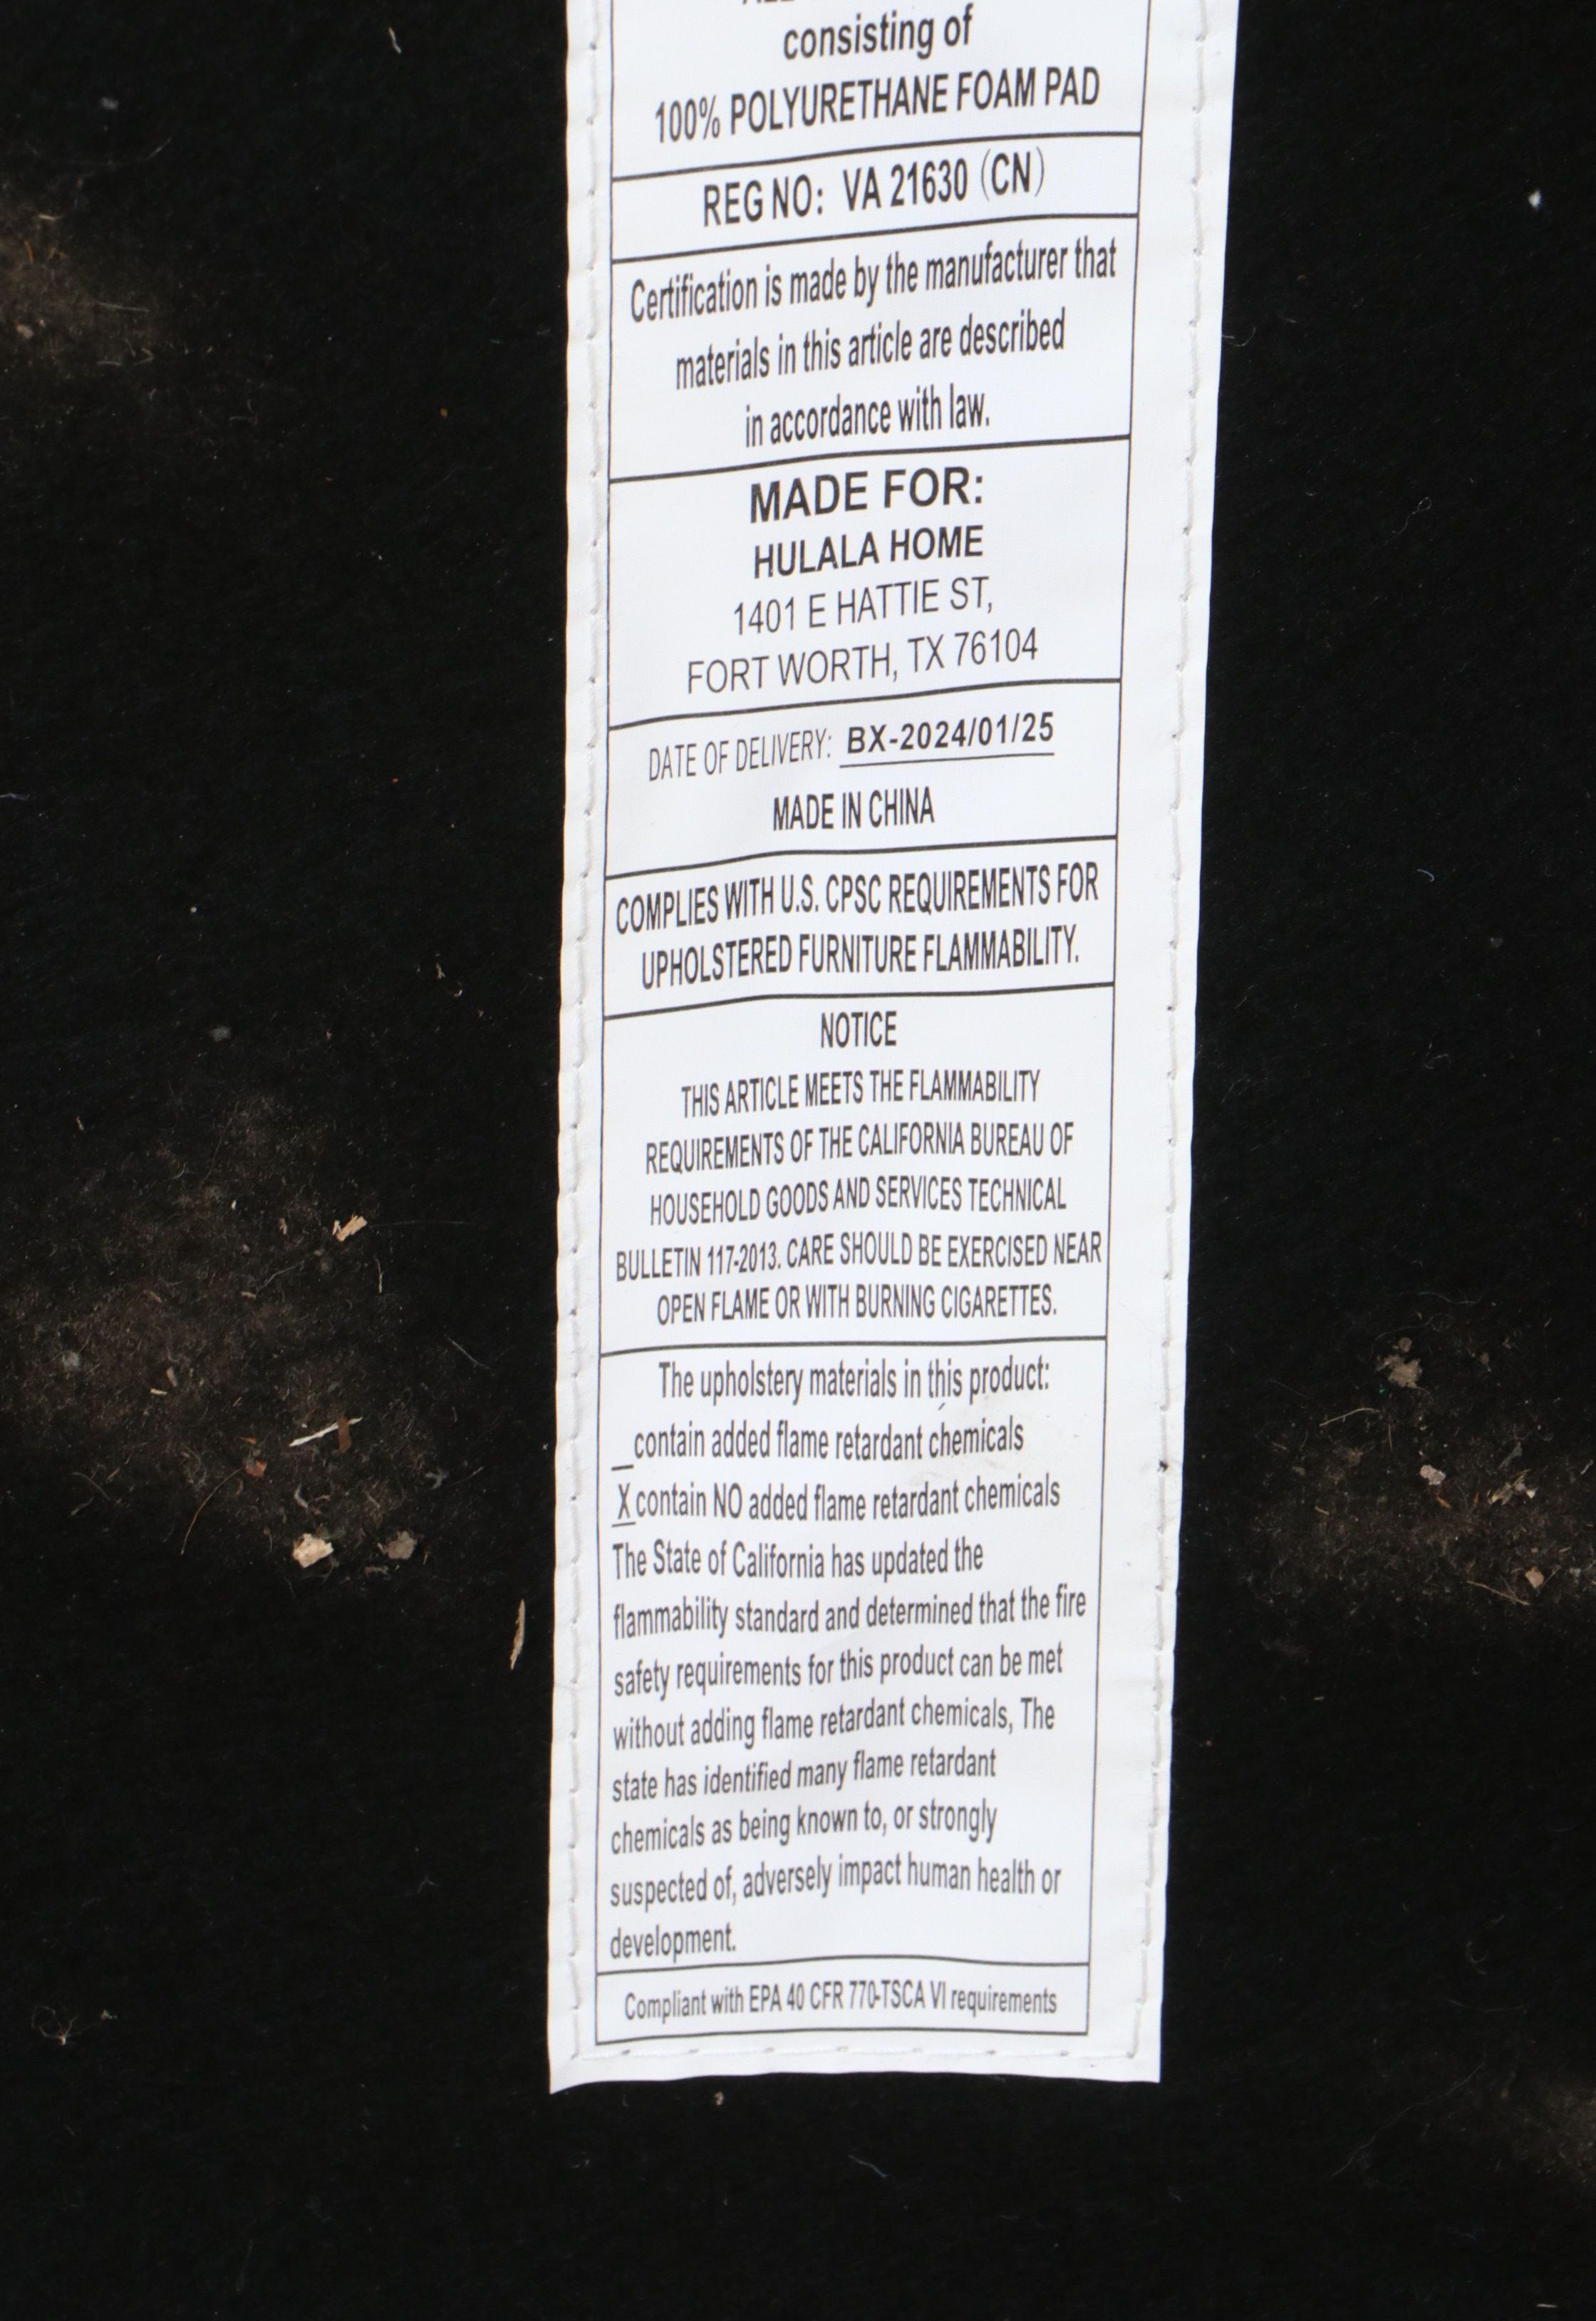 consisting of
100% POLYURETHANE FOAM PAD
REG NO: VA 21630 (CN)
Certification is made by the manufacturer that
materials in this article are described
in accordance with law.
MADE FOR:
HULALA HOME
1401 E HATTIE ST,
FORT WORTH, TX 76104
DATE OF DELIVERY: BX-2024/01/25
MADE IN CHINA
COMPLIES WITH U.S. CPSC REQUIREMENTS FOR
UPHOLSTERED FURNITURE FLAMMABILITY.
NOTICE
THIS ARTICLE MEETS THE FLAMMABILITY
REQUIREMENTS OF THE CALIFORNIA BUREAU OF
HOUSEHOLD GOODS AND SERVICES TECHNICAL
BULLETIN 117-2013. CARE SHOULD BE EXERCISED NEAR
OPEN FLAME OR WITH BURNING CIGARETTES.
The upholstery materials in this product:
_contain added flame retardant chemicals
X contain NO added flame retardant chemicals
The State of California has updated the
flammability standard and determined that the fire
safety requirements for this product can be met
without adding flame retardant chemicals, The
state has identified many flame retardant
chemicals as being known to, or strongly
suspected of, adversely impact human health or
development.
Compliant with EPA 40 CFR 770-TSCA VI requirements